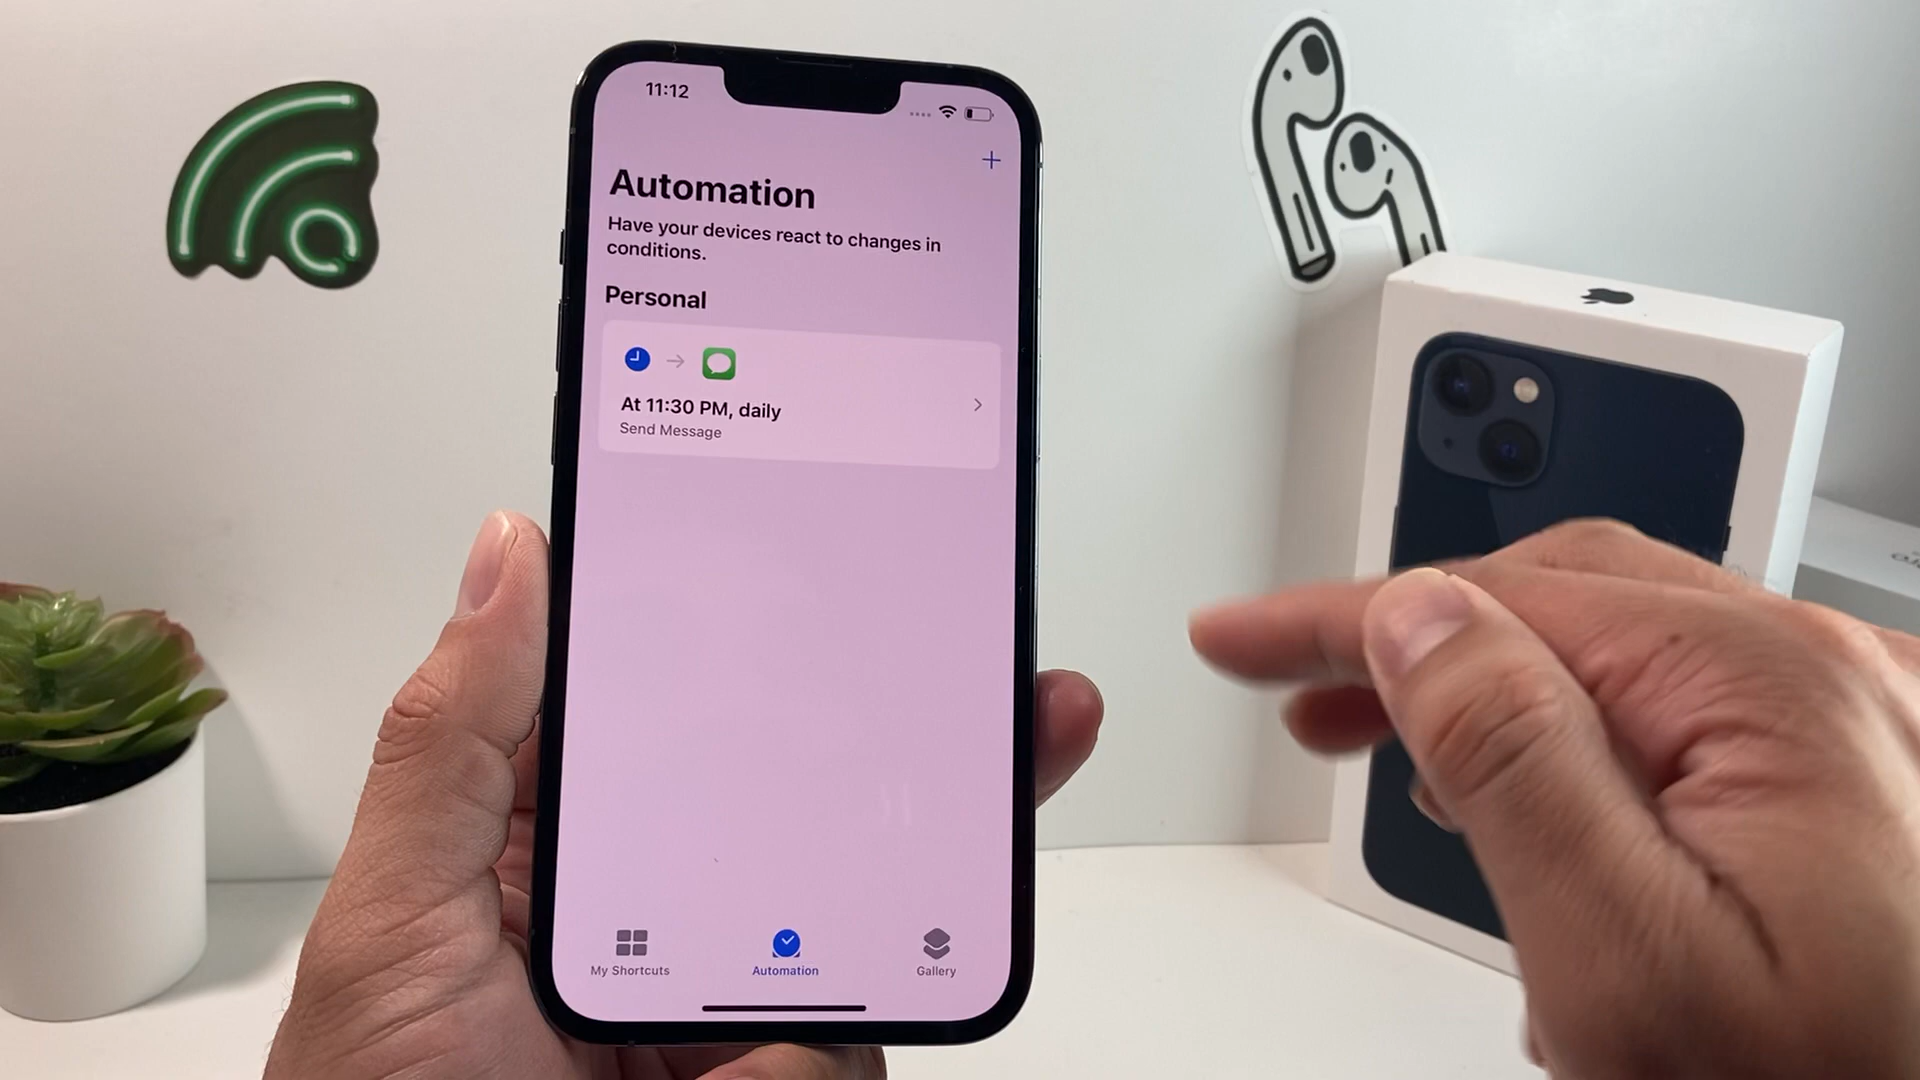 11:12
+
Automation
Have your devices react to changes in
conditions.
Personal
At 11:30 PM, daily
Send Message
My Shortcuts
Automation
Gallery